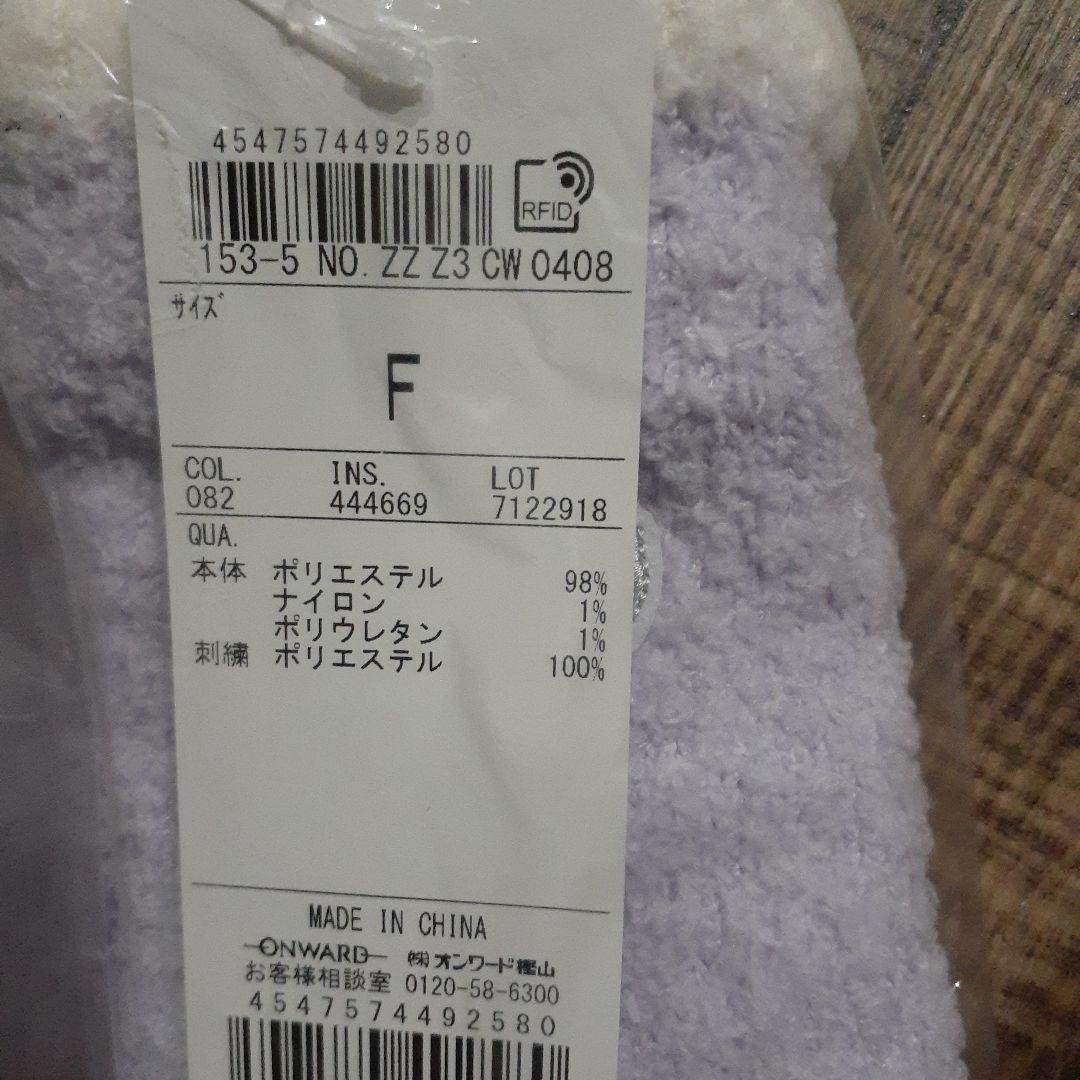 4547574492580
RFID
153-5 NO. ZZ Z3 CW 0408
サイズ
F
COL. INS. LOT
082 444669 7122918
QUA.
本体 ポリエステル 98%
ナイロン 1%
ポリウレタン 1%
刺繍 ポリエステル 100%
MADE IN CHINA
ONWARD ㈱オンワード樫山
お客様相談室 0120-58-6300
4547574492580